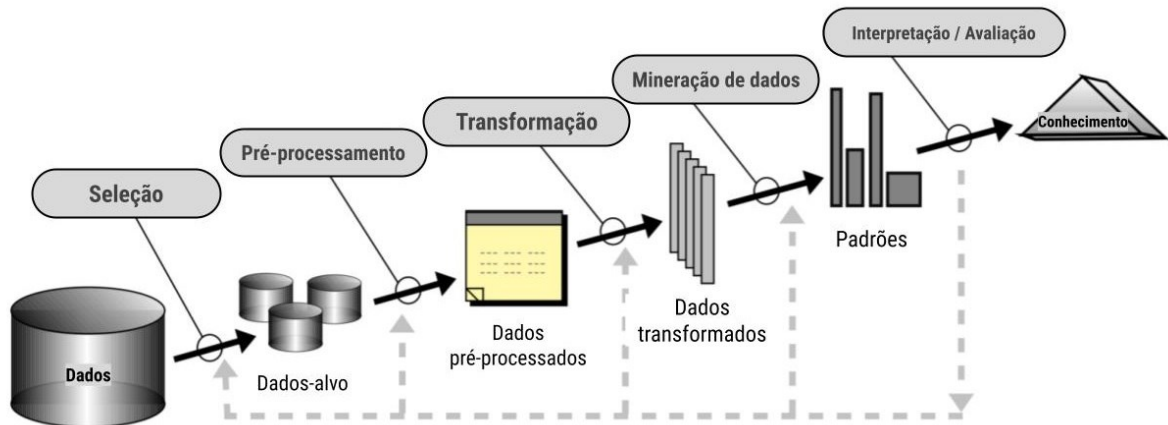 Interpretação / Avaliação
Mineração de dados
Conhecimento
Transformação
Pré-processamento
Seleção
Padrões
Dados
transformados
Dados
pré-processados
Dados-alvo
Dados